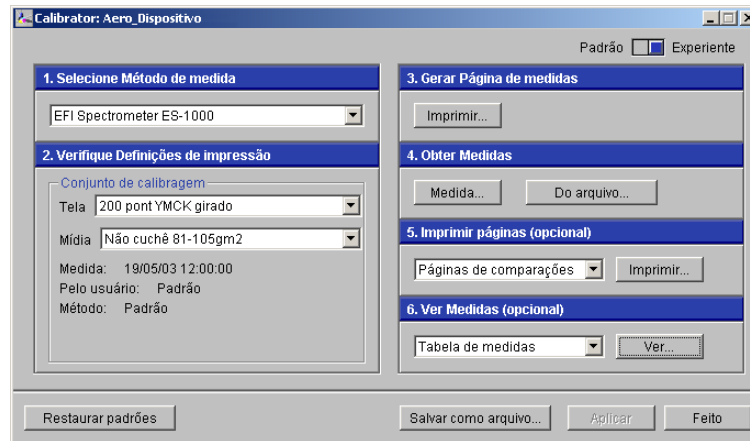 Calibrator: Aero_Dispositivo
Padrão Experiente
1. Selecione Método de medida
EFI Spectrometer ES-1000
2. Verifique Definições de impressão
Conjunto de calibragem
Tela 200 pont YMCK girado
Mídia Não cuchê 81-105gm2
Medida: 19/05/03 12:00:00
Pelo usuário: Padrão
Método: Padrão
3. Gerar Página de medidas
Imprimir...
4. Obter Medidas
Medida... Do arquivo...
5. Imprimir páginas (opcional)
Páginas de comparações Imprimir...
6. Ver Medidas (opcional)
Tabela de medidas Ver...
Restaurar padrões Salvar como arquivo... Aplicar Feito